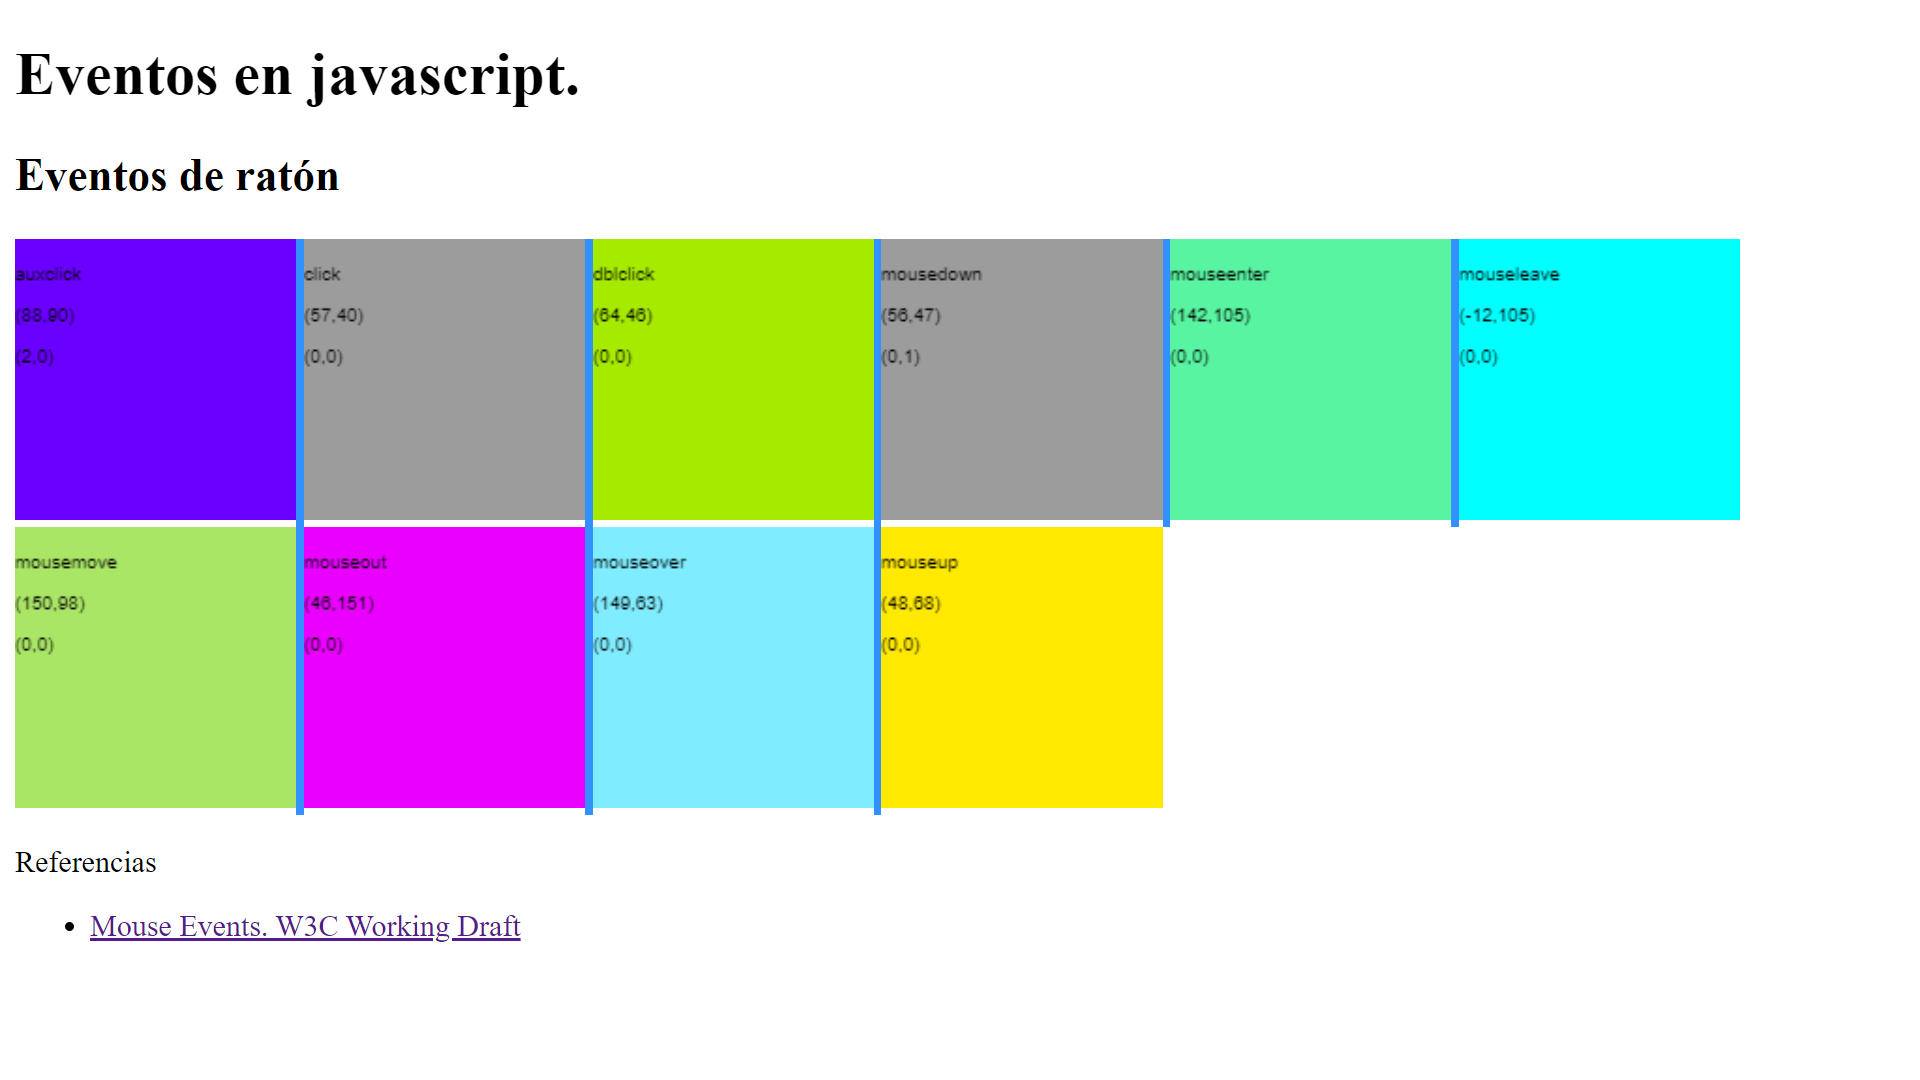 Eventos en javascript.
Eventos de ratón
auxclick click dblclick mousedown mouseenter mouseleave
(88,90) (57,40) (64,46) (56,47) (142,105) (-12,105)
(2,0) (0,0) (0,0) (0,1) (0,0) (0,0)
mousemove mouseout mouseover mouseup
(150,98) (46,151) (149,63) (48,68)
(0,0) (0,0) (0,0) (0,0)
Referencias
• Mouse Events. W3C Working Draft